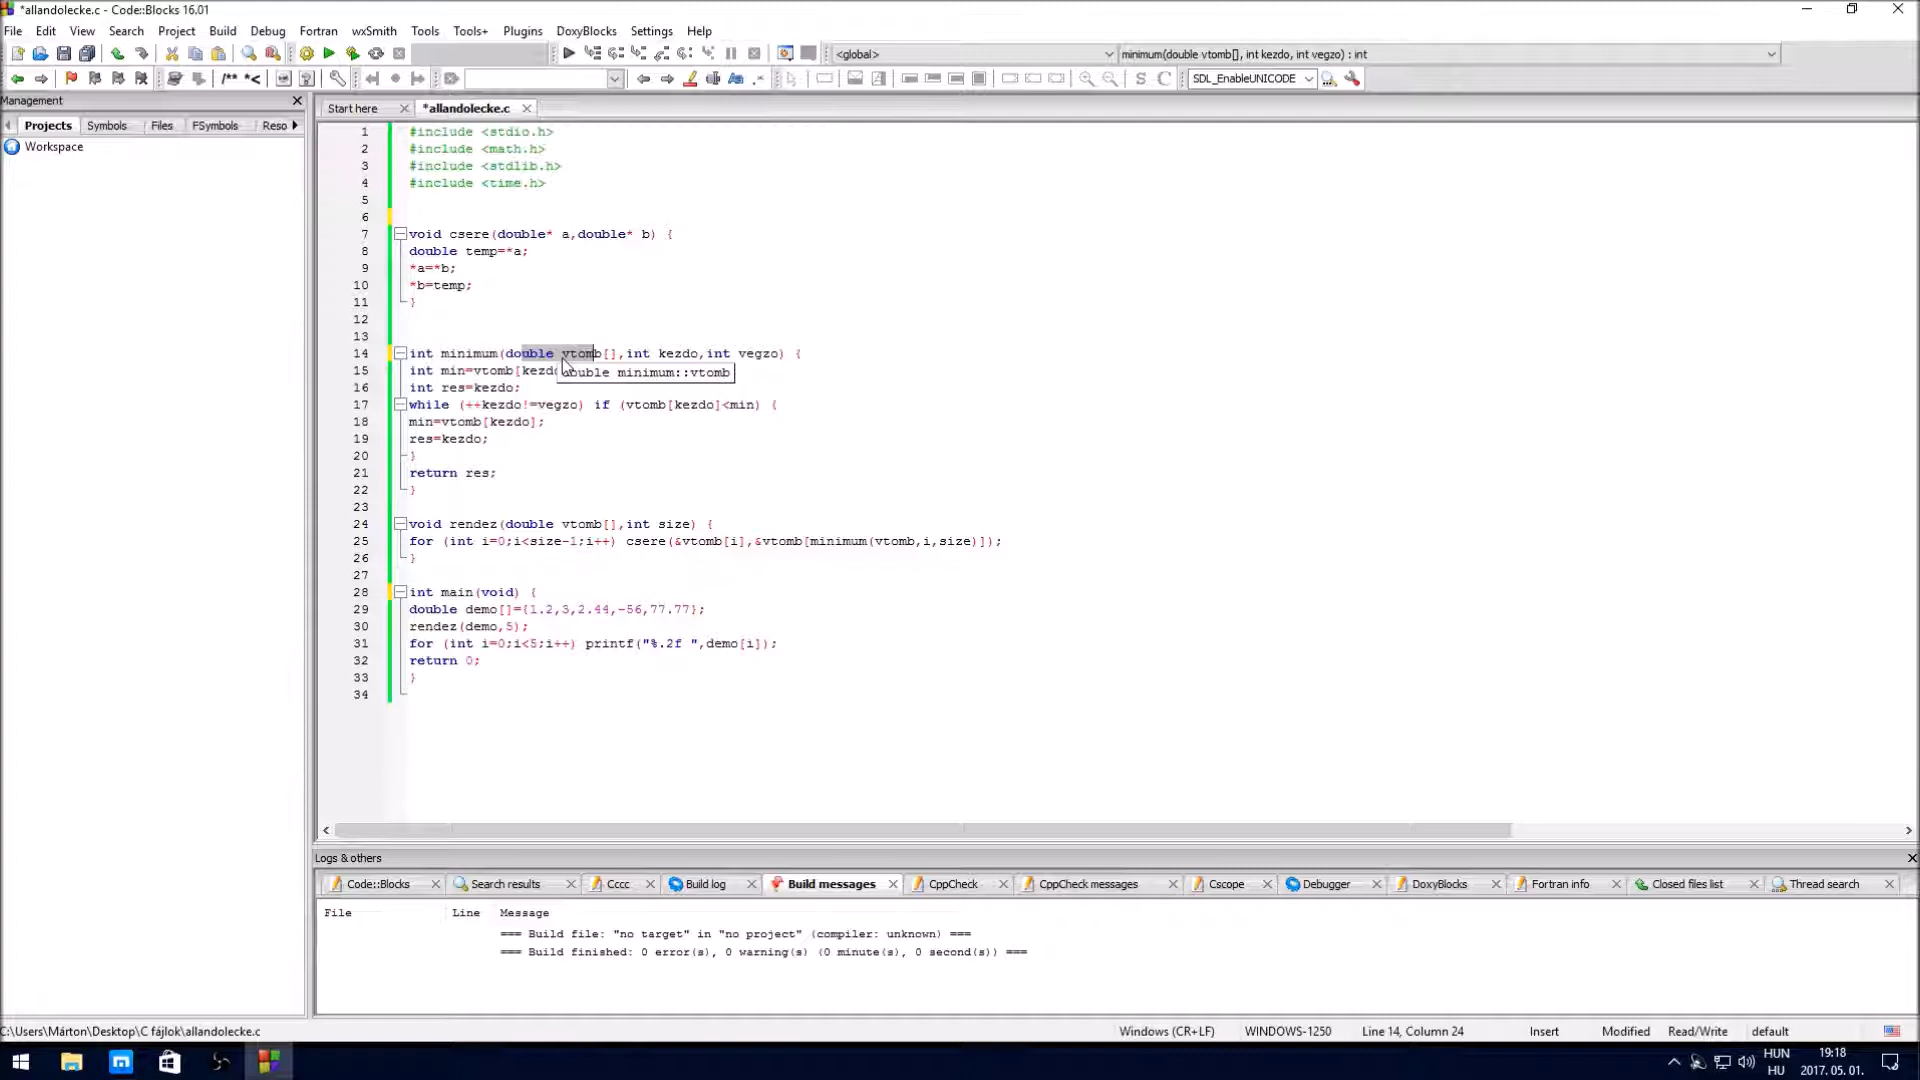 *allandolecke.c - Code::Blocks 16.01
File Edit View Search Project Build Debug Fortran wxSmith Tools Tools+ Plugins DoxyBlocks Settings Help
<global> minimum(double vtomb[], int kezdo, int vegzo) : int
/** *< .* S C SDL_EnableUNICODE
Management
Start here *allandolecke.c
Projects Symbols Files FSymbols Reso
Workspace
1 #include <stdio.h>
2 #include <math.h>
3 #include <stdlib.h>
4 #include <time.h>
5
6
7 void csere(double* a,double* b) {
8 double temp=*a;
9 *a=*b;
10 *b=temp;
11 }
12
13
14 int minimum(double vtomb[],int kezdo,int vegzo) {
15 int min=vtomb[kezdo
double minimum::vtomb
16 int res=kezdo;
17 while (++kezdo!=vegzo) if (vtomb[kezdo]<min) {
18 min=vtomb[kezdo];
19 res=kezdo;
20 }
21 return res;
22 }
23
24 void rendez(double vtomb[],int size) {
25 for (int i=0;i<size-1;i++) csere(&vtomb[i],&vtomb[minimum(vtomb,i,size)]);
26 }
27
28 int main(void) {
29 double demo[]={1.2,3,2.44,-56,77.77};
30 rendez(demo,5);
31 for (int i=0;i<5;i++) printf("%.2f ",demo[i]);
32 return 0;
33 }
34
Logs & others
Code::Blocks Search results Cccc Build log Build messages CppCheck CppCheck messages Cscope Debugger DoxyBlocks Fortran info Closed files list Thread search
File Line Message
=== Build file: "no target" in "no project" (compiler: unknown) ===
=== Build finished: 0 error(s), 0 warning(s) (0 minute(s), 0 second(s)) ===
C:\Users\Márton\Desktop\C fájlok\allandolecke.c Windows (CR+LF) WINDOWS-1250 Line 14, Column 24 Insert Modified Read/Write default
HUN 19:18
HU 2017. 05. 01.